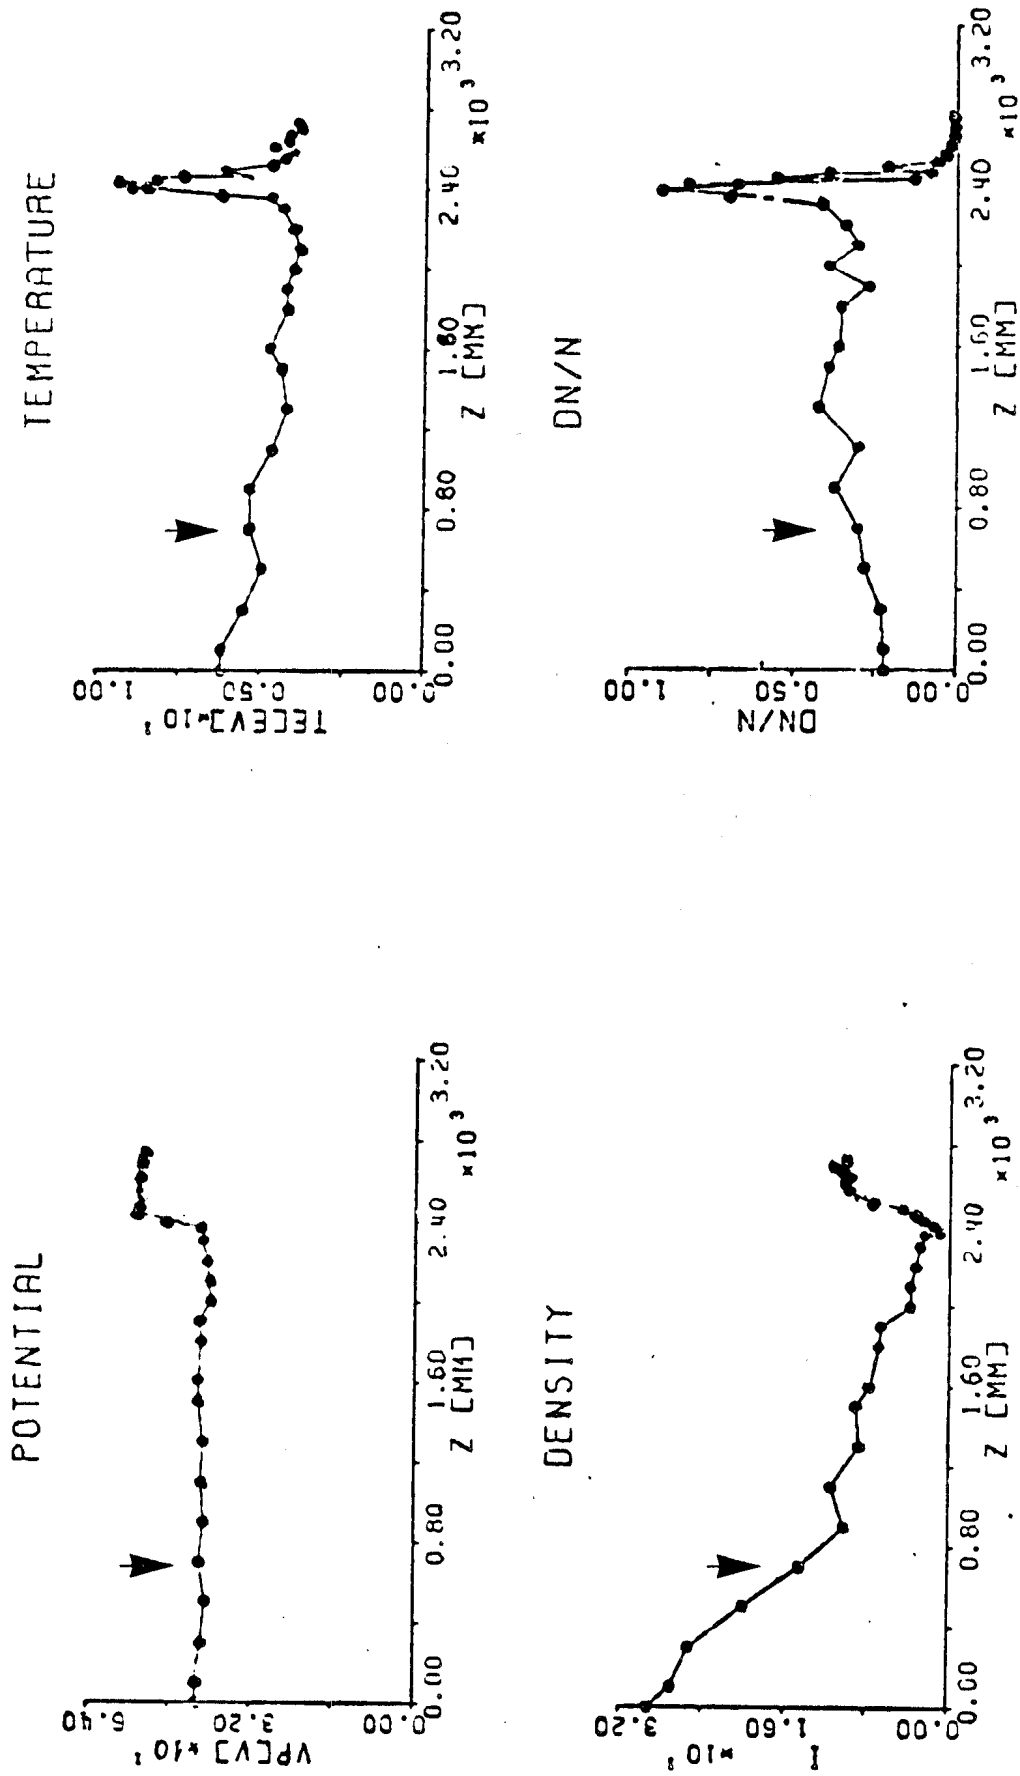 POTENTIAL
VP[EV] ×10¹
6.40
3.20
0.00
0.00 0.80 1.60 2.40 3.20
Z [MM] ×10³
TEMPERATURE
TE[EV]×10¹
1.00
0.50
0.00
0.00 0.80 1.60 2.40 3.20
Z [MM] ×10³
DENSITY
I ×10¹
3.20
1.60
0.00
0.00 0.80 1.60 2.40 3.20
Z [MM] ×10³
DN/N
DN/N
1.00
0.50
0.00
0.00 0.80 1.60 2.40 3.20
Z [MM] ×10³